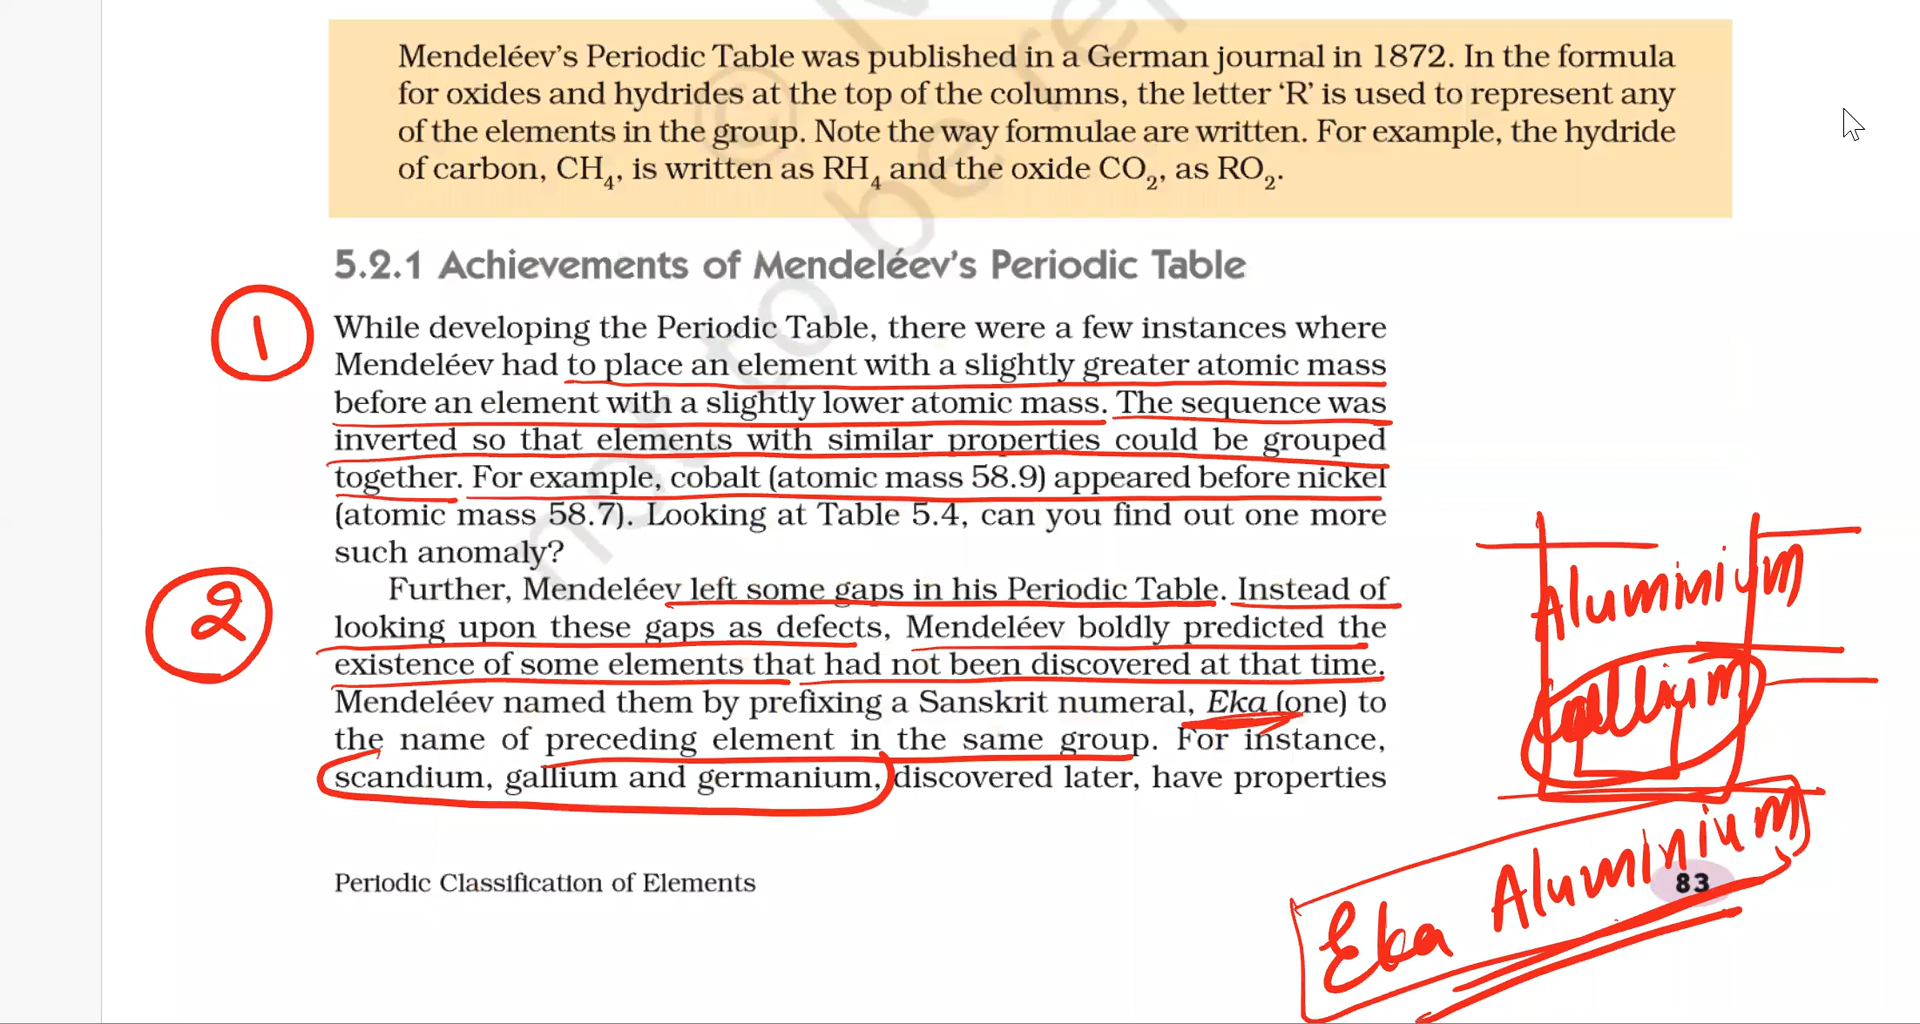 Mendeléev's Periodic Table was published in a German journal in 1872. In the formula
for oxides and hydrides at the top of the columns, the letter 'R' is used to represent any
of the elements in the group. Note the way formulae are written. For example, the hydride
of carbon, CH₄, is written as RH₄ and the oxide CO₂, as RO₂.
5.2.1 Achievements of Mendeléev's Periodic Table
1
While developing the Periodic Table, there were a few instances where
Mendeléev had to place an element with a slightly greater atomic mass
before an element with a slightly lower atomic mass. The sequence was
inverted so that elements with similar properties could be grouped
together. For example, cobalt (atomic mass 58.9) appeared before nickel
(atomic mass 58.7). Looking at Table 5.4, can you find out one more
such anomaly?
2
Further, Mendeléev left some gaps in his Periodic Table. Instead of
looking upon these gaps as defects, Mendeléev boldly predicted the
existence of some elements that had not been discovered at that time.
Mendeléev named them by prefixing a Sanskrit numeral, Eka (one) to
the name of preceding element in the same group. For instance,
scandium, gallium and germanium, discovered later, have properties
Aluminium
Gallium
Eka Aluminium
Periodic Classification of Elements
83
not to be re